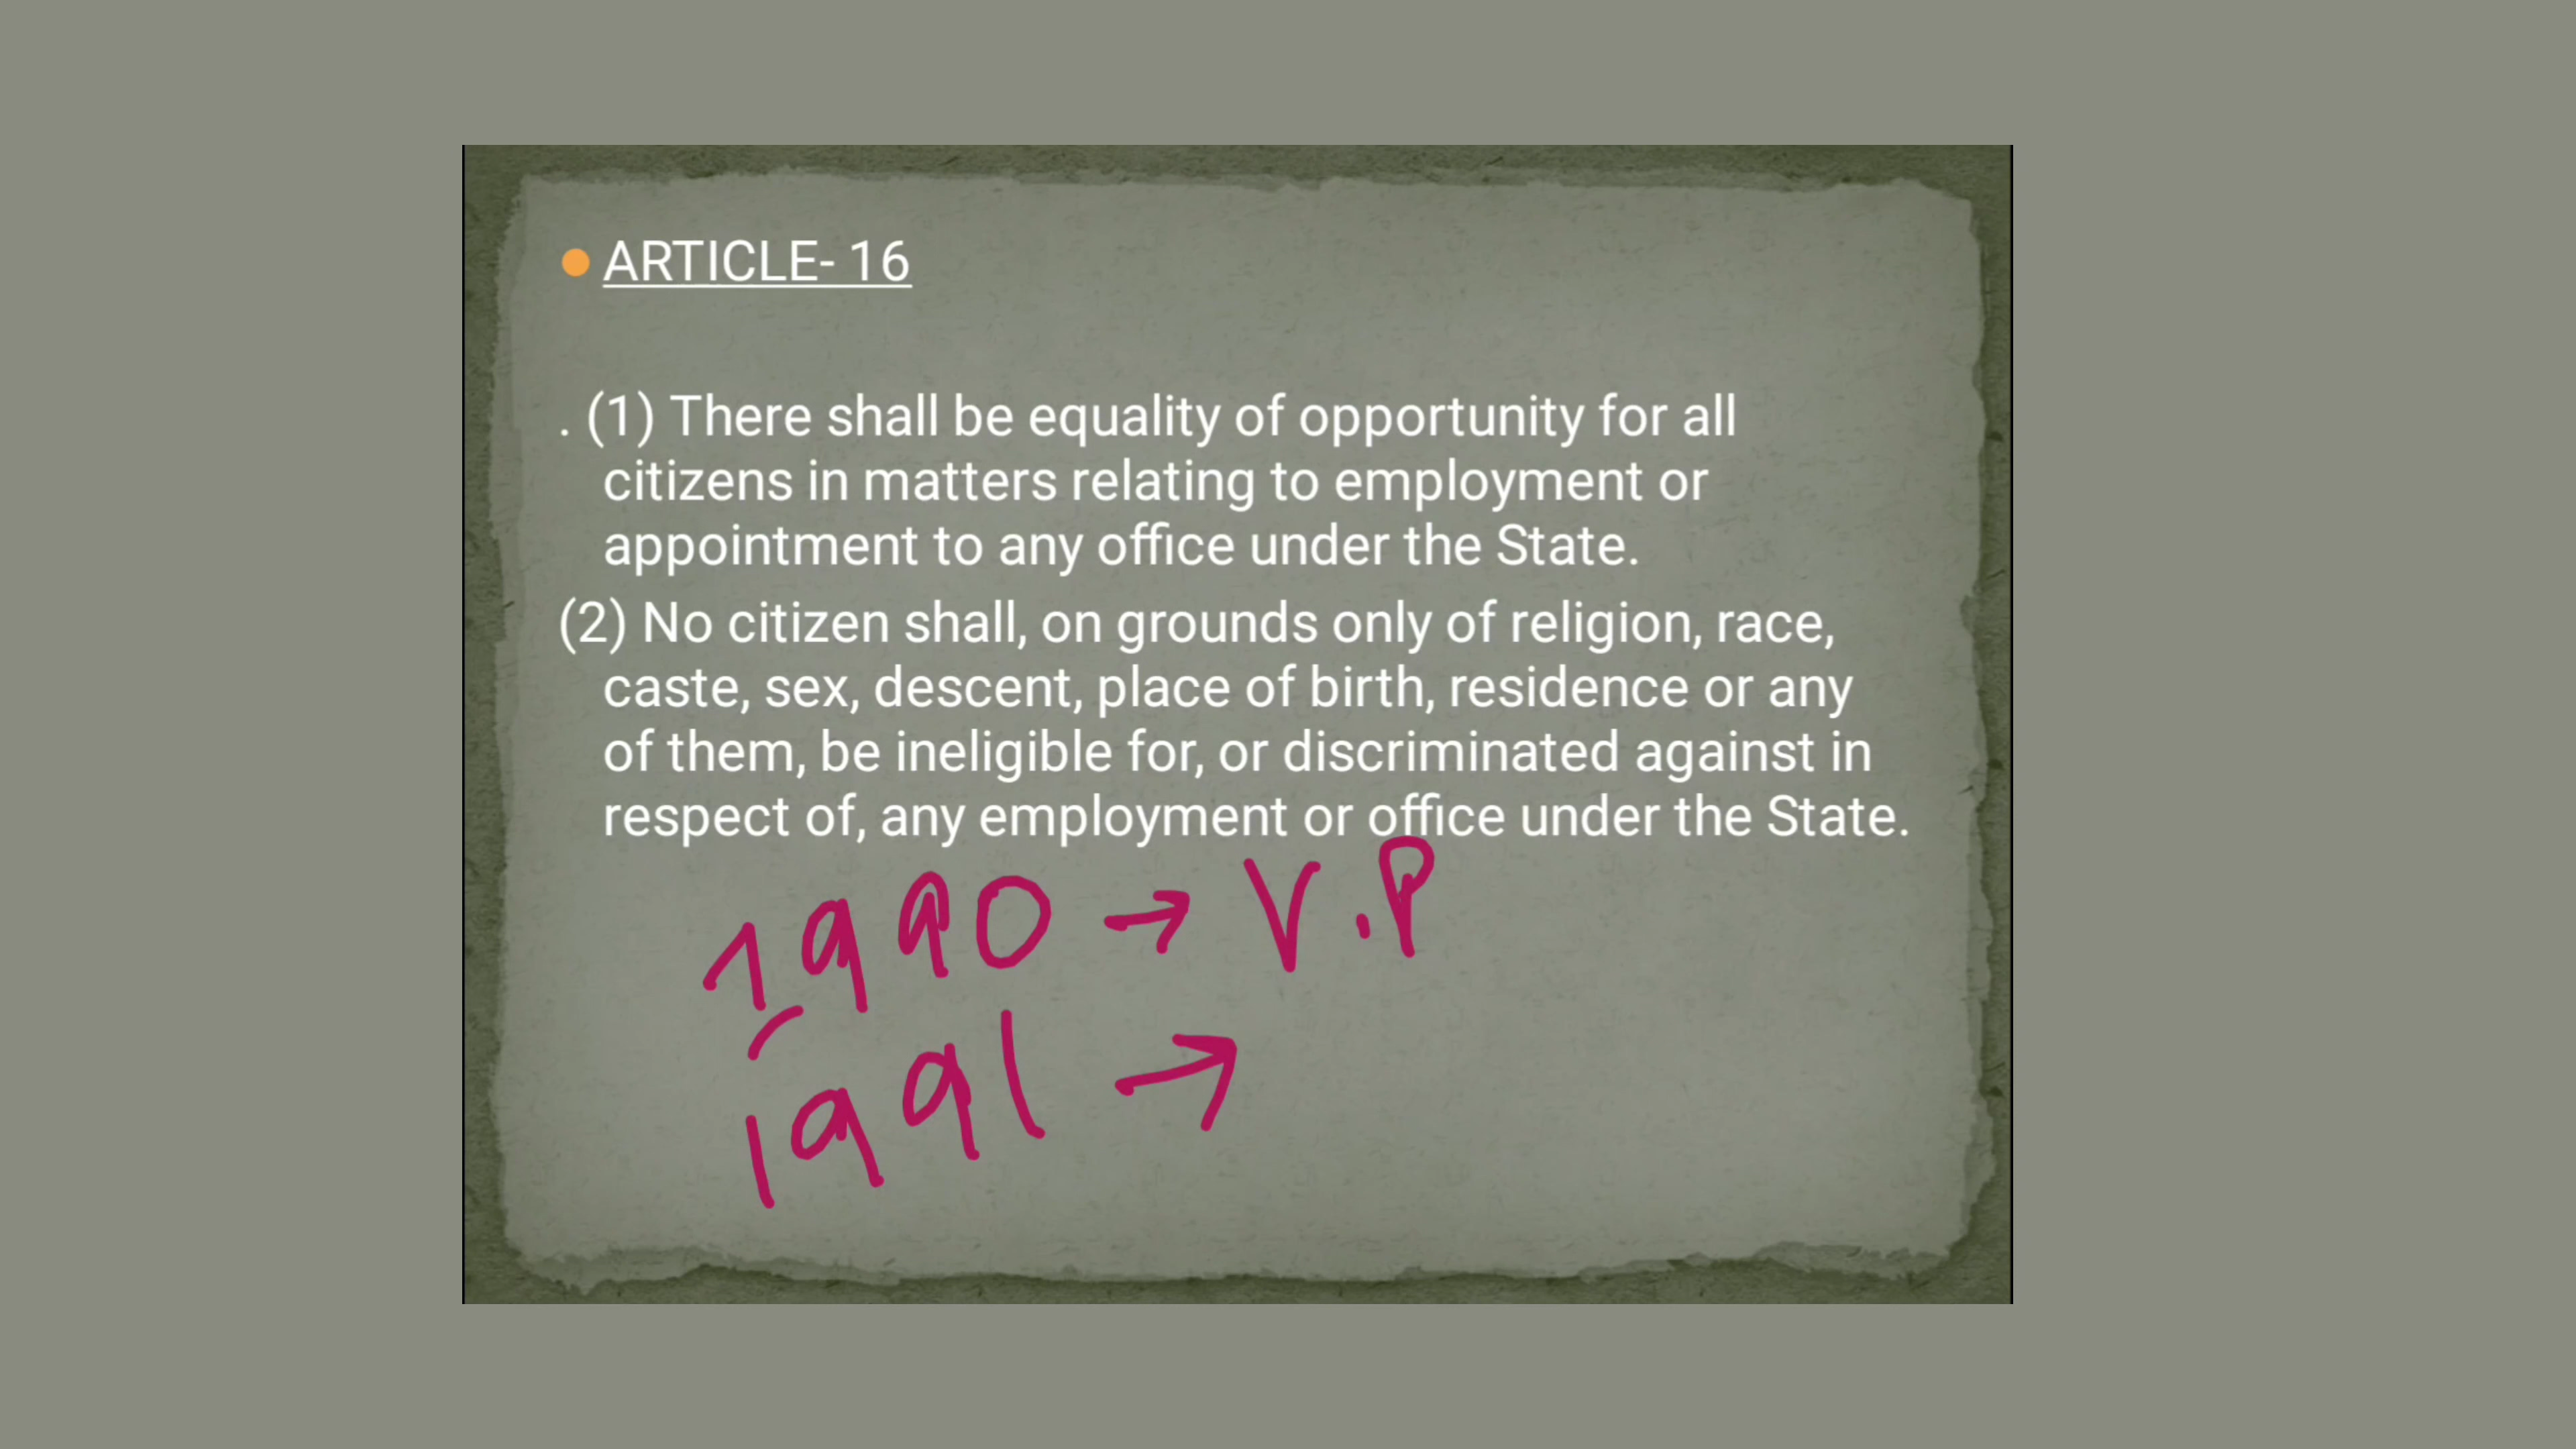 ARTICLE- 16
. (1) There shall be equality of opportunity for all
citizens in matters relating to employment or
appointment to any office under the State.
(2) No citizen shall, on grounds only of religion, race,
caste, sex, descent, place of birth, residence or any
of them, be ineligible for, or discriminated against in
respect of, any employment or office under the State.
1990 → V.P
1991 →